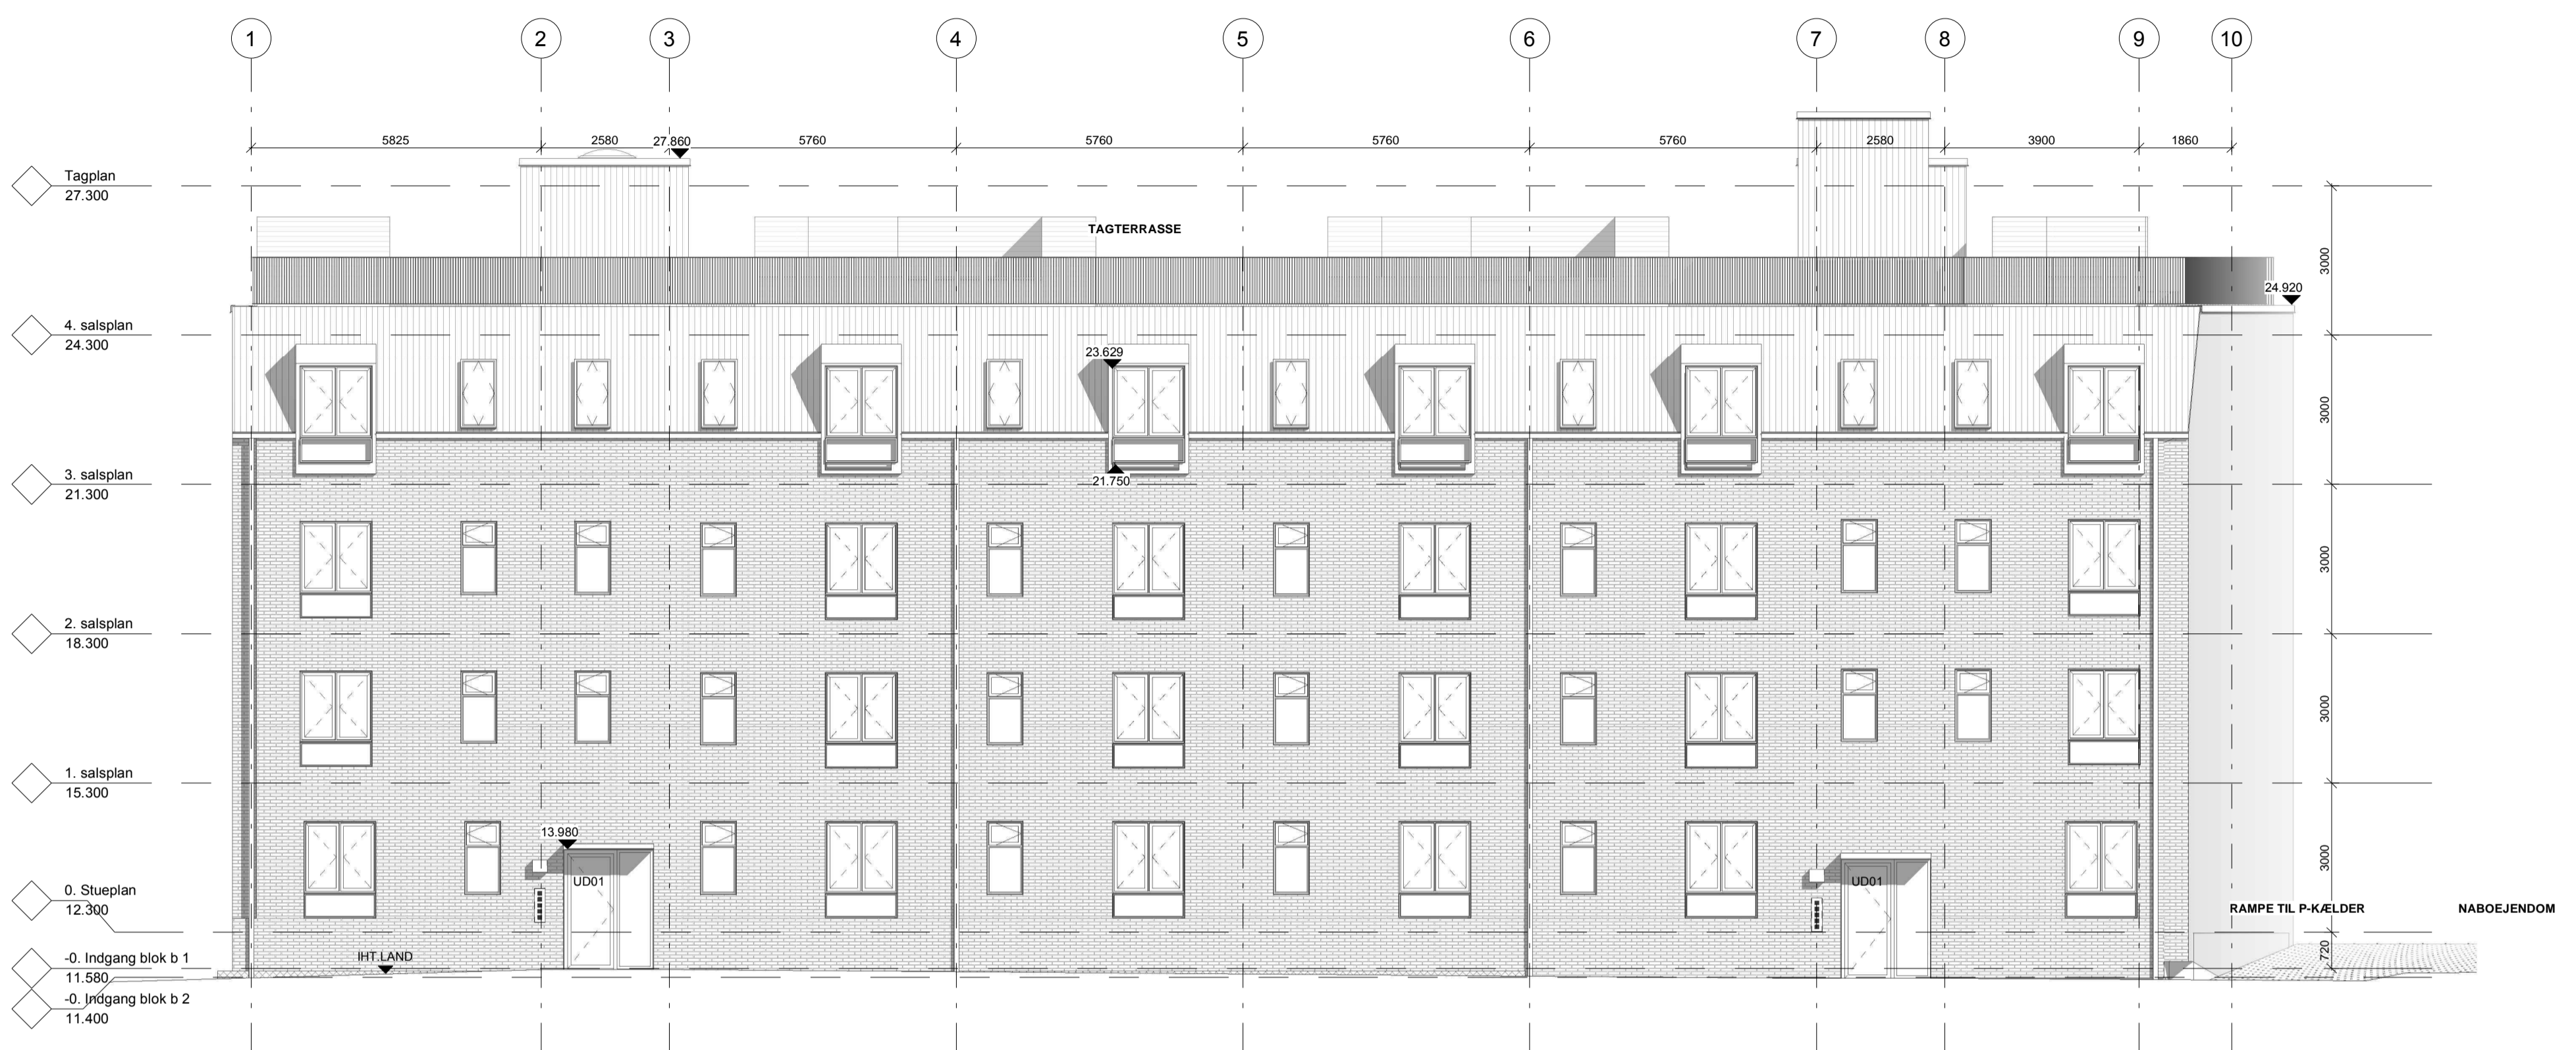 1 2 3 4 5 6 7 8 9 10
5825 2580 27.860 5760 5760 5760 5760 2580 3900 1860
Tagplan
27.300
TAGTERRASSE
3000
24.920
4. salsplan
24.300
23.629
3000
3. salsplan
21.300
21.750
3000
2. salsplan
18.300
3000
1. salsplan
15.300
13.980
3000
UD01 UD01
0. Stueplan
12.300
RAMPE TIL P-KÆLDER NABOEJENDOM
720
-0. Indgang blok b 1
11.580
IHT.LAND
-0. Indgang blok b 2
11.400